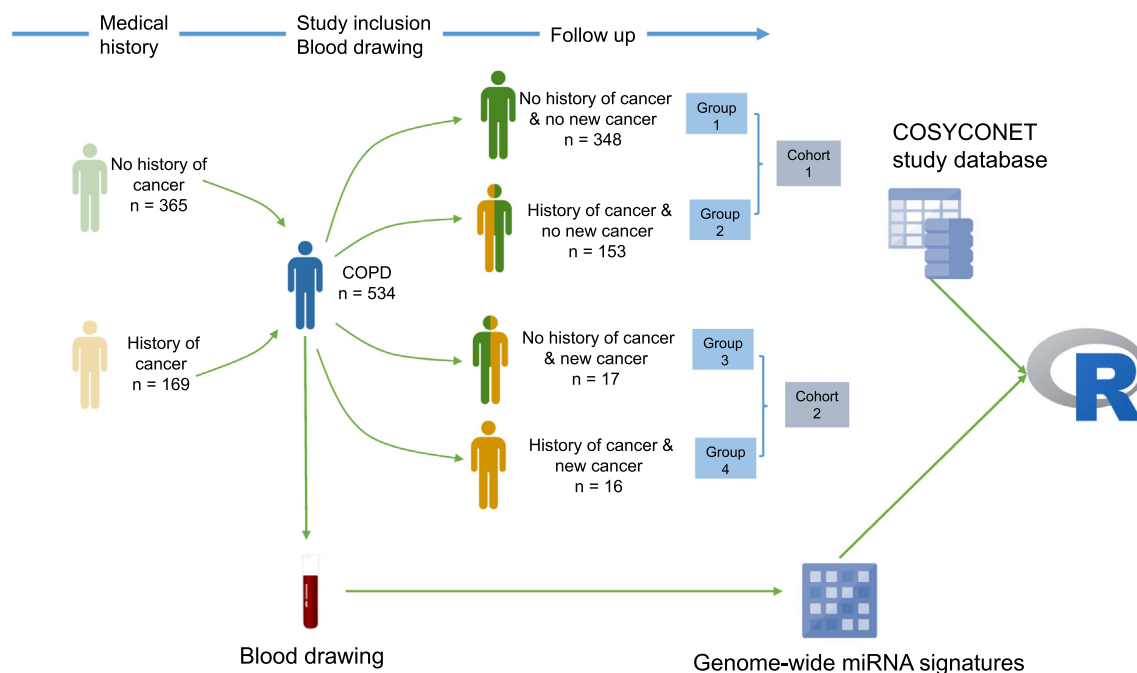 Medical
history
Study inclusion
Blood drawing
Follow up
No history of
cancer
n = 365
History of
cancer
n = 169
COPD
n = 534
No history of cancer
& no new cancer
n = 348
Group
1
History of cancer &
no new cancer
n = 153
Group
2
Cohort
1
No history of cancer
& new cancer
n = 17
Group
3
History of cancer &
new cancer
n = 16
Group
4
Cohort
2
COSYCONET
study database
R
Blood drawing
Genome-wide miRNA signatures